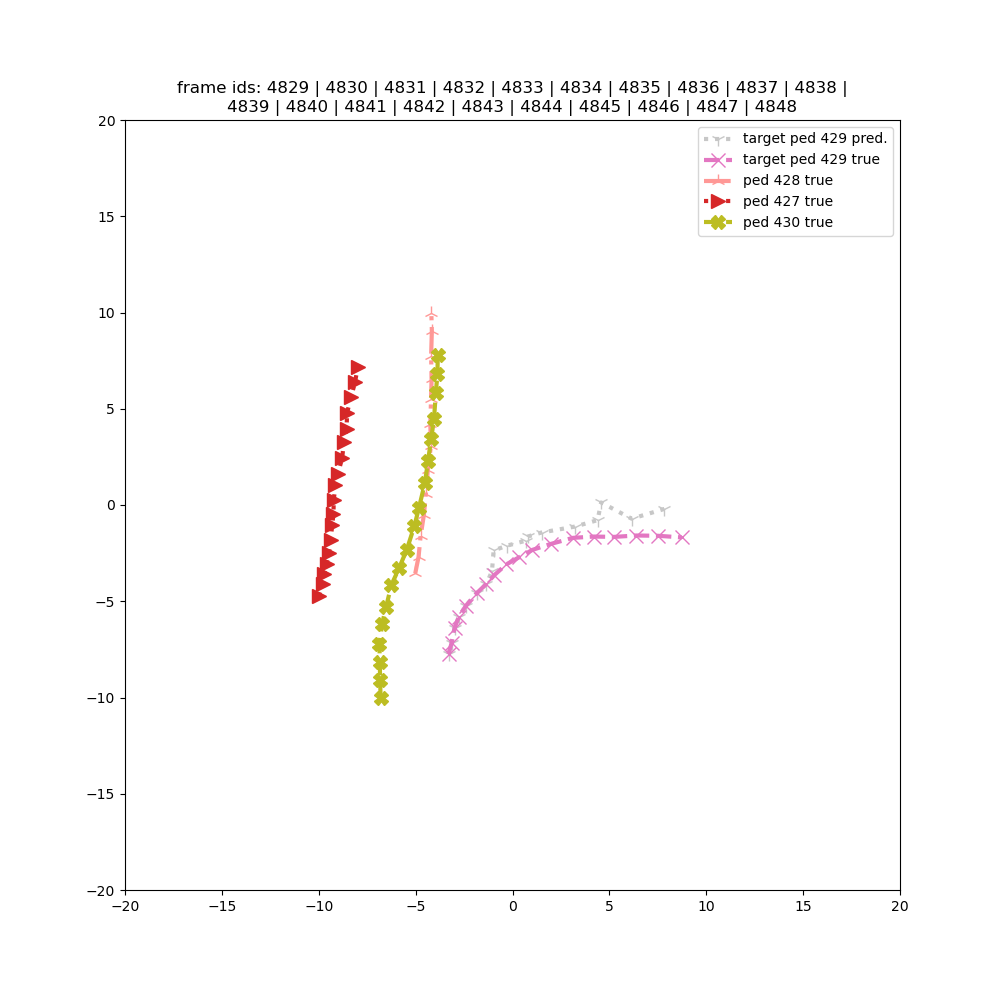 frame ids: 4829 | 4830 | 4831 | 4832 | 4833 | 4834 | 4835 | 4836 | 4837 | 4838 |
4839 | 4840 | 4841 | 4842 | 4843 | 4844 | 4845 | 4846 | 4847 | 4848
target ped 429 pred.
target ped 429 true
ped 428 true
ped 427 true
ped 430 true
20
15
10
5
0
−5
−10
−15
−20
−20 −15 −10 −5 0 5 10 15 20